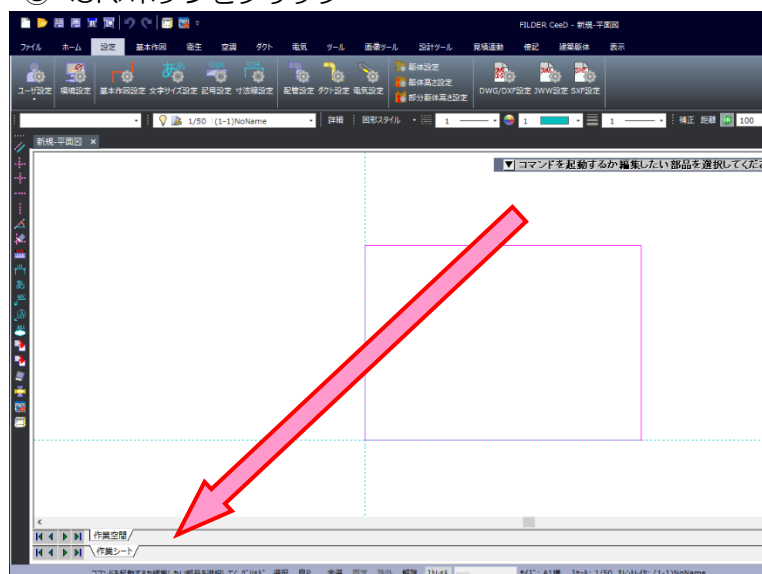 FILDER CeeD - 新規-平面図
ファイル ホーム 設定 基本作図 衛生 空調 ダクト 電気 ツール 画像ツール 設計ツール 見積連動 傍記 建築躯体 表示
ユーザ設定 環境設定 基本作図設定 文字サイズ設定 記号設定 寸法線設定 配管設定 ダクト設定 電気設定 躯体設定 DWG/DXF設定 JWW設定 SXF設定
躯体高さ設定
部分躯体高さ設定
1/50 (1-1)NoName 詳細 図形スタイル 1 1 1 補正 距離 100
新規-平面図 ×
▼ コマンドを起動するか編集したい部品を選択してくださ
作業空間
作業シート